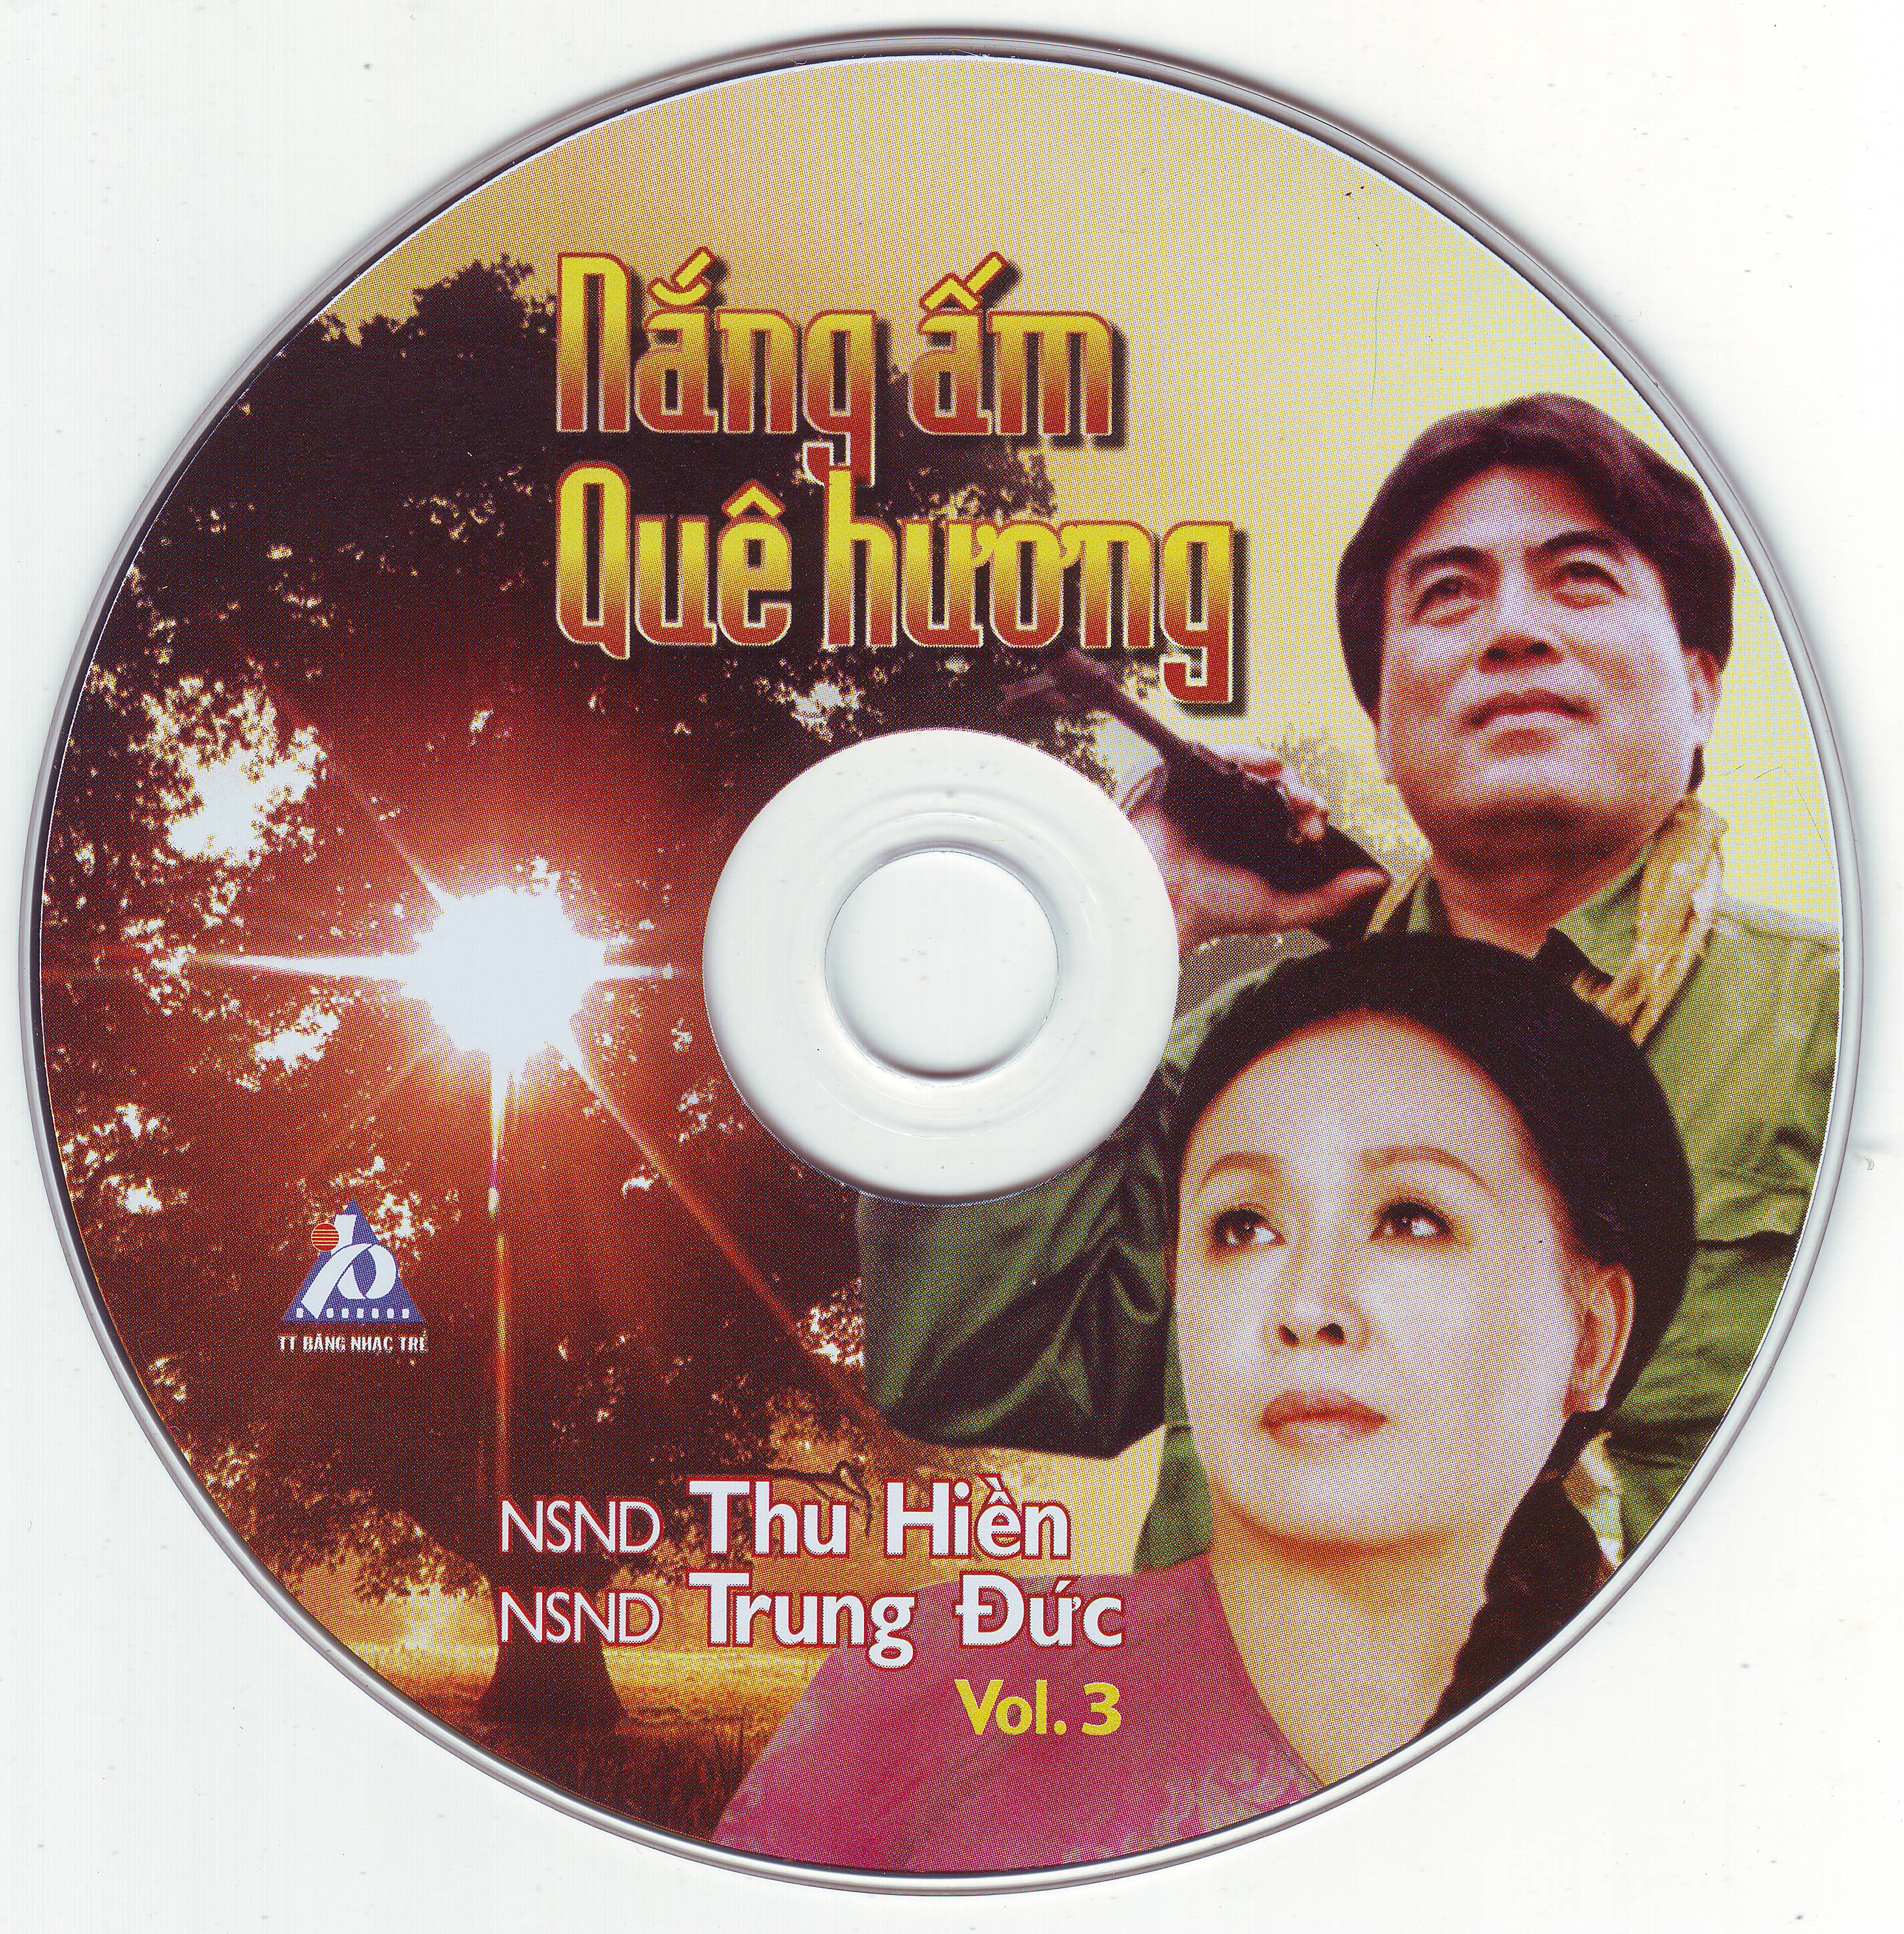 Nắng ấm
Quê hương
TT BĂNG NHẠC TRẺ
NSND Thu Hiền
NSND Trung Đức
Vol. 3